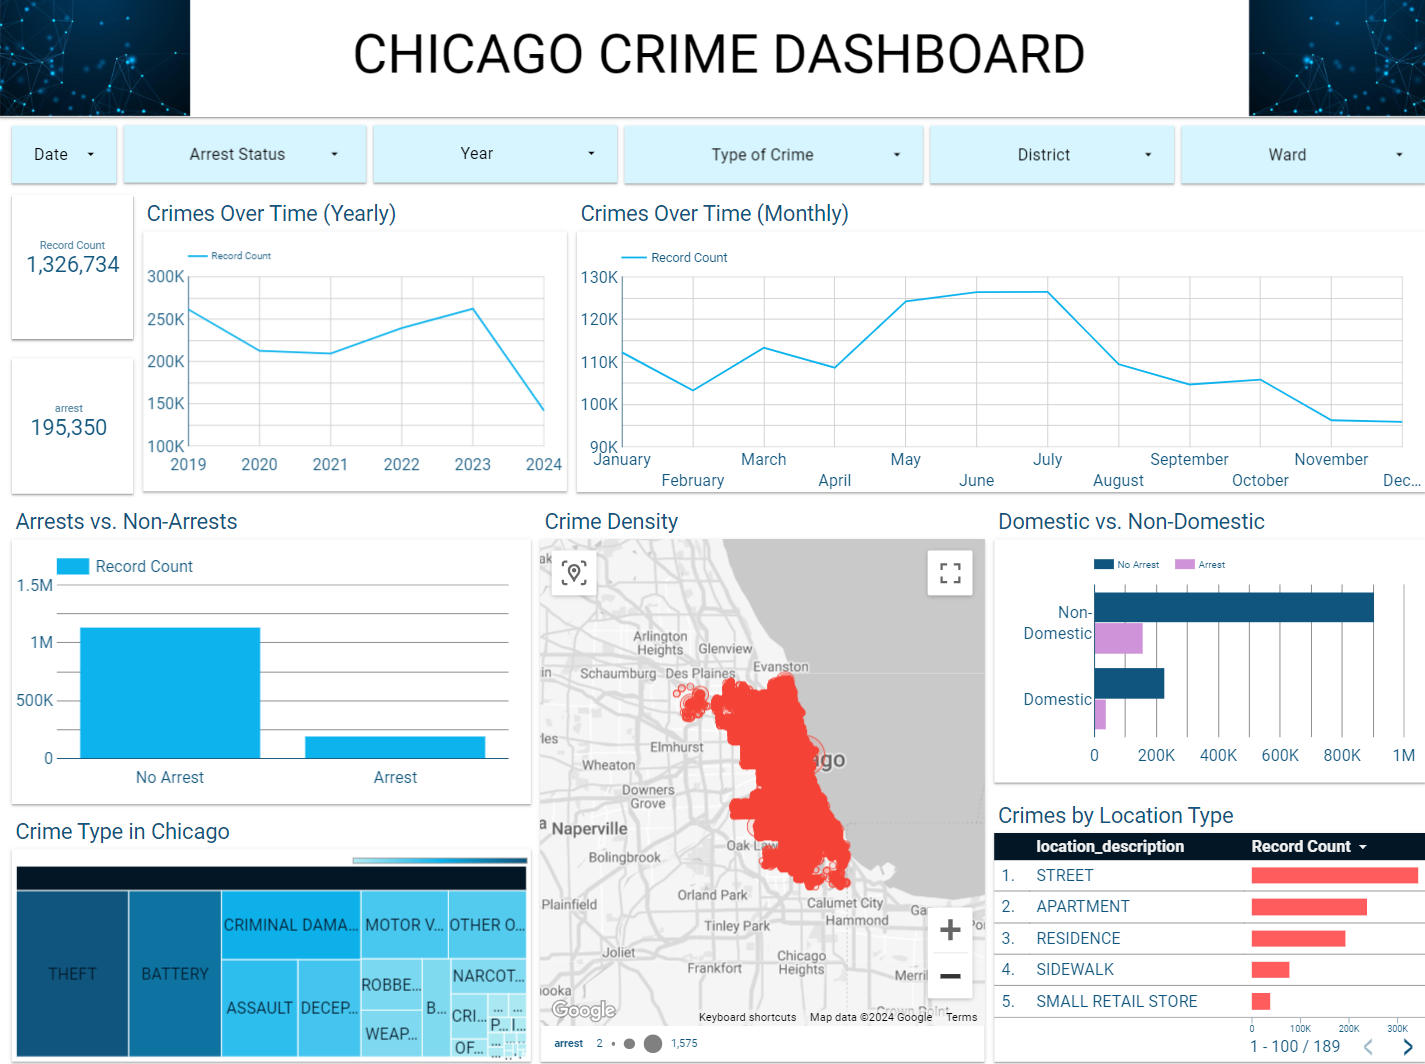 CHICAGO CRIME DASHBOARD
Date
Arrest Status
Year
Type of Crime
District
Ward
Record Count
1,326,734
arrest
195,350
Crimes Over Time (Yearly)
Record Count
300K
250K
200K
150K
100K
2019 2020 2021 2022 2023 2024
Crimes Over Time (Monthly)
Record Count
130K
120K
110K
100K
90K
January February March April May June July August September October November Dec...
Arrests vs. Non-Arrests
Record Count
1.5M
1M
500K
0
No Arrest Arrest
Crime Density
Arlington
Heights
Glenview
Evanston
Schaumburg
Des Plaines
Elmhurst
Wheaton
Downers
Grove
Naperville
Oak Law
Bolingbrook
Plainfield
Orland Park
Calumet City
Hammond
Tinley Park
Joliet
Chicago
Heights
Frankfort
Merri
Crown Point
Google
Keyboard shortcuts
Map data ©2024 Google
Terms
arrest 2 1,575
Domestic vs. Non-Domestic
No Arrest Arrest
Non-
Domestic
Domestic
0 200K 400K 600K 800K 1M
Crime Type in Chicago
THEFT
BATTERY
CRIMINAL DAMA...
MOTOR V...
OTHER O...
ASSAULT
DECEP...
ROBBE...
WEAP...
B...
NARCOT...
CRI...
OF...
P...
I...
Crimes by Location Type
location_description Record Count
1. STREET
2. APARTMENT
3. RESIDENCE
4. SIDEWALK
5. SMALL RETAIL STORE
0 100K 200K 300K
1 - 100 / 189